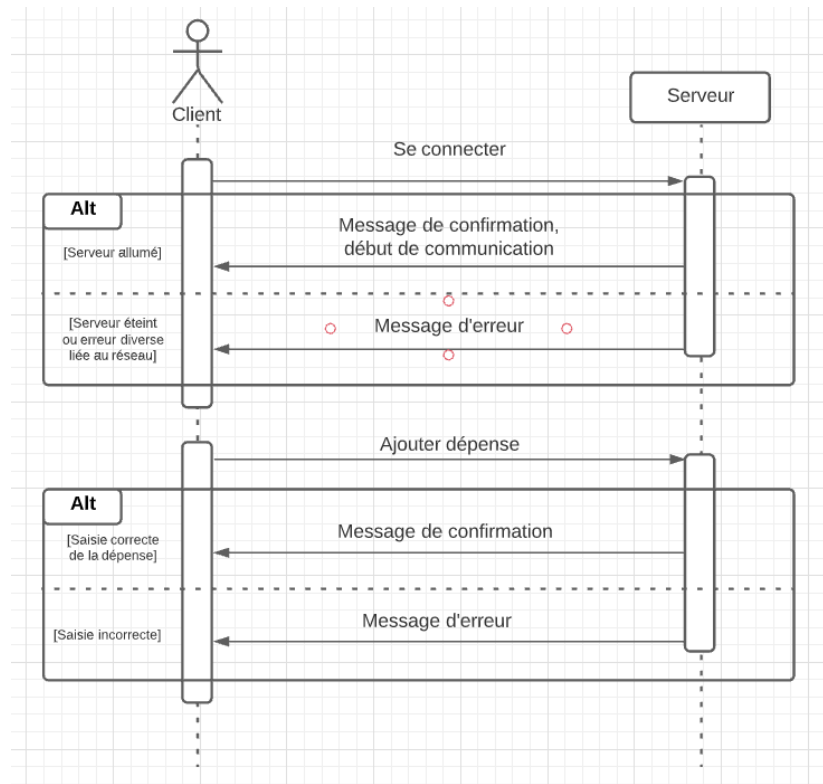 Client
Serveur
Se connecter
Alt
Message de confirmation,
début de communication
[Serveur allumé]
[Serveur éteint
ou erreur diverse
liée au réseau]
Message d'erreur
Ajouter dépense
Alt
[Saisie correcte
de la dépense]
Message de confirmation
[Saisie incorrecte]
Message d'erreur